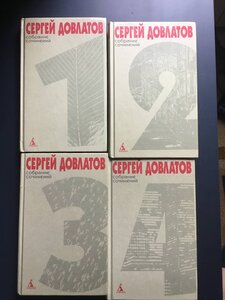 СЕРГЕЙ ДОВЛАТОВ
собрание
сочинений
1
СЕРГЕЙ ДОВЛАТОВ
собрание
сочинений
2
СЕРГЕЙ ДОВЛАТОВ
собрание
сочинений
3
СЕРГЕЙ ДОВЛАТОВ
собрание
сочинений
4